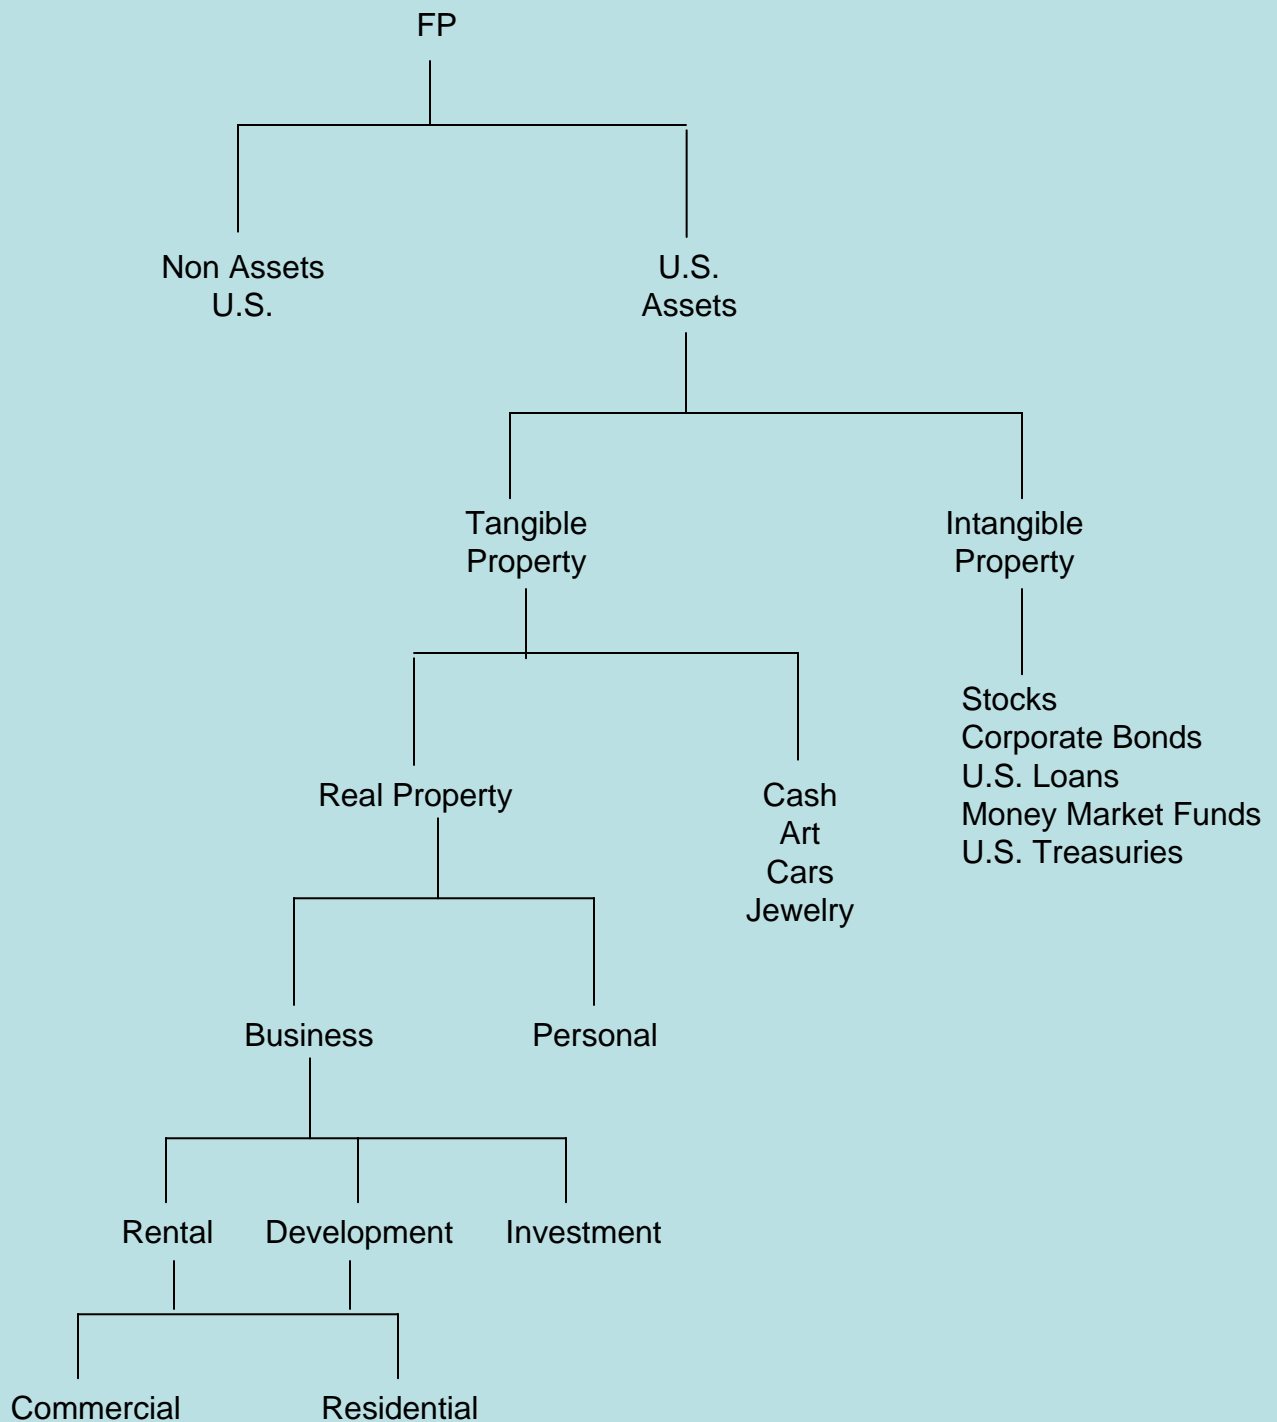 FP
Non Assets
U.S.
U.S.
Assets
Tangible
Property
Intangible
Property
Real Property
Cash
Art
Cars
Jewelry
Stocks
Corporate Bonds
U.S. Loans
Money Market Funds
U.S. Treasuries
Business
Personal
Rental
Development
Investment
Commercial
Residential